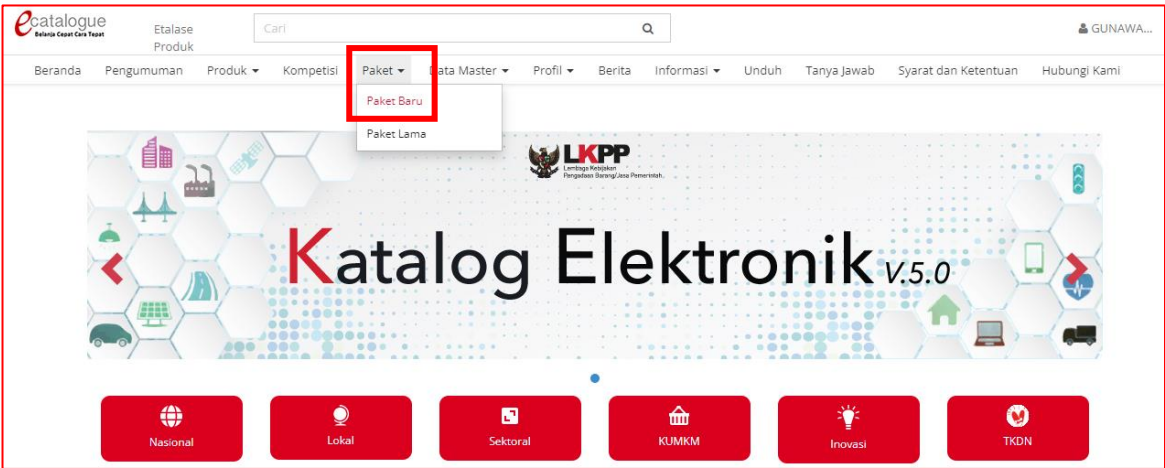 ecatalogue
Belanja Cepat Cara Tepat
Etalase
Produk
Cari
GUNAWA...
Beranda Pengumuman Produk Kompetisi Paket Data Master Profil Berita Informasi Unduh Tanya Jawab Syarat dan Ketentuan Hubungi Kami
Paket Baru
Paket Lama
LKPP
Lembaga Kebijakan
Pengadaan Barang/Jasa Pemerintah
Katalog Elektronik v.5.0
Nasional Lokal Sektoral KUMKM Inovasi TKDN